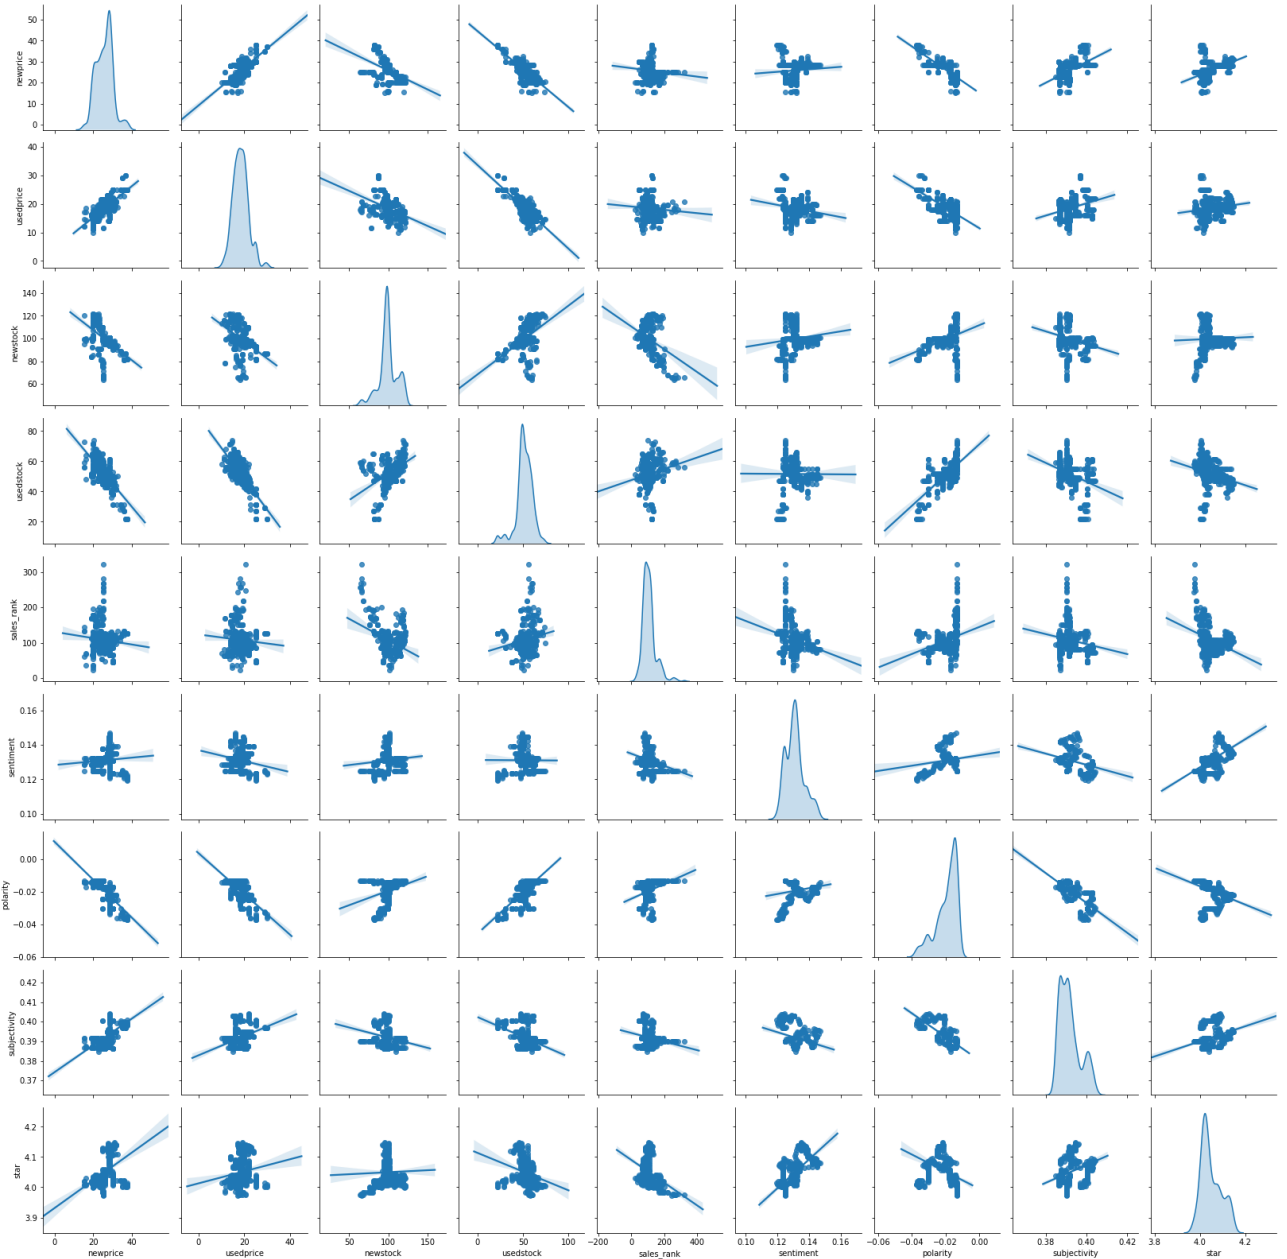 50
40
30
20
10
0
newprice
40
30
20
10
0
usedprice
140
120
100
80
60
newstock
80
60
40
20
usedstock
300
200
100
0
sales_rank
0.16
0.14
0.12
0.10
sentiment
0.00
−0.02
−0.04
−0.06
polarity
0.42
0.41
0.40
0.39
0.38
0.37
subjectivity
4.2
4.1
4.0
3.9
star
0 20 40
0 20 40
50 100 150
0 50 100
−200 0 200 400
0.10 0.12 0.14 0.16
−0.06 −0.04 −0.02 0.00
0.38 0.40 0.42
3.8 4.0 4.2
newprice usedprice newstock usedstock sales_rank sentiment polarity subjectivity star